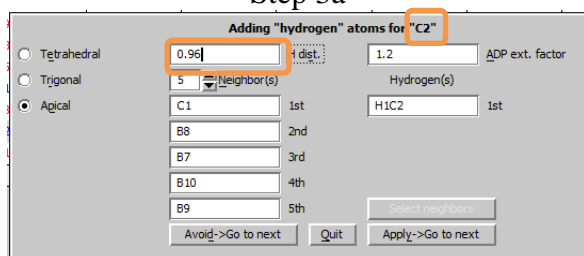 Step 3a
Adding "hydrogen" atoms for "C2"
Tetrahedral 0.96 H dist. 1.2 ADP ext. factor
Trigonal 5 Neighbor(s) Hydrogen(s)
Apical C1 1st H1C2 1st
B8 2nd
B7 3rd
B10 4th
B9 5th Select neighbors
Avoid->Go to next Quit Apply->Go to next